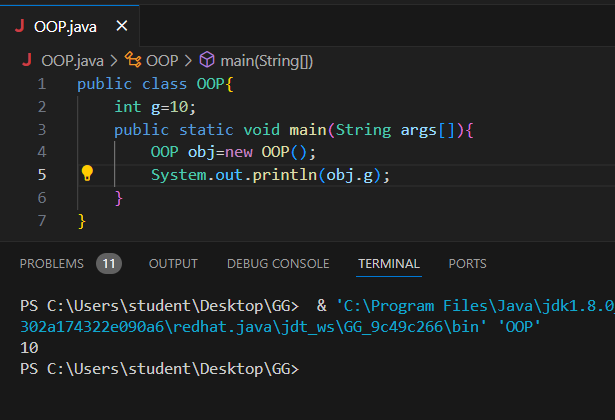 J OOP.java ×
J OOP.java > OOP > main(String[])
1 public class OOP{
2 int g=10;
3 public static void main(String args[]){
4 OOP obj=new OOP();
5 System.out.println(obj.g);
6 }
7 }
PROBLEMS 11 OUTPUT DEBUG CONSOLE TERMINAL PORTS
PS C:\Users\student\Desktop\GG> & 'C:\Program Files\Java\jdk1.8.0_
302a174322e090a6\redhat.java\jdt_ws\GG_9c49c266\bin' 'OOP'
10
PS C:\Users\student\Desktop\GG>